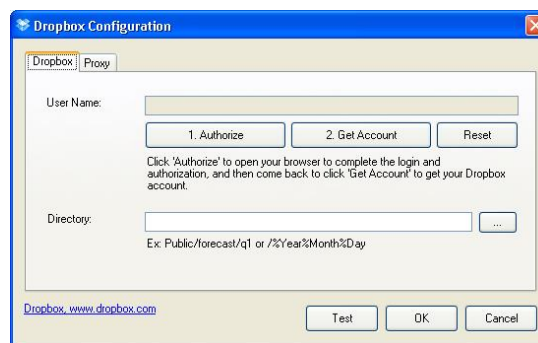 Dropbox Configuration
Dropbox Proxy
User Name:
1. Authorize 2. Get Account Reset
Click 'Authorize' to open your browser to complete the login and
authorization, and then come back to click 'Get Account' to get your Dropbox
account.
Directory: ...
Ex: Public/forecast/q1 or /%Year%Month%Day
Dropbox, www.dropbox.com
Test OK Cancel